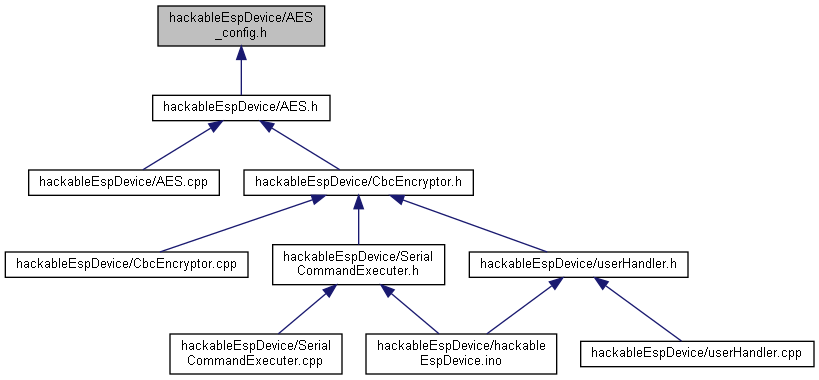 hackableEspDevice/AES
_config.h
hackableEspDevice/AES.h
hackableEspDevice/AES.cpp
hackableEspDevice/CbcEncryptor.h
hackableEspDevice/CbcEncryptor.cpp
hackableEspDevice/Serial
CommandExecuter.h
hackableEspDevice/userHandler.h
hackableEspDevice/Serial
CommandExecuter.cpp
hackableEspDevice/hackable
EspDevice.ino
hackableEspDevice/userHandler.cpp